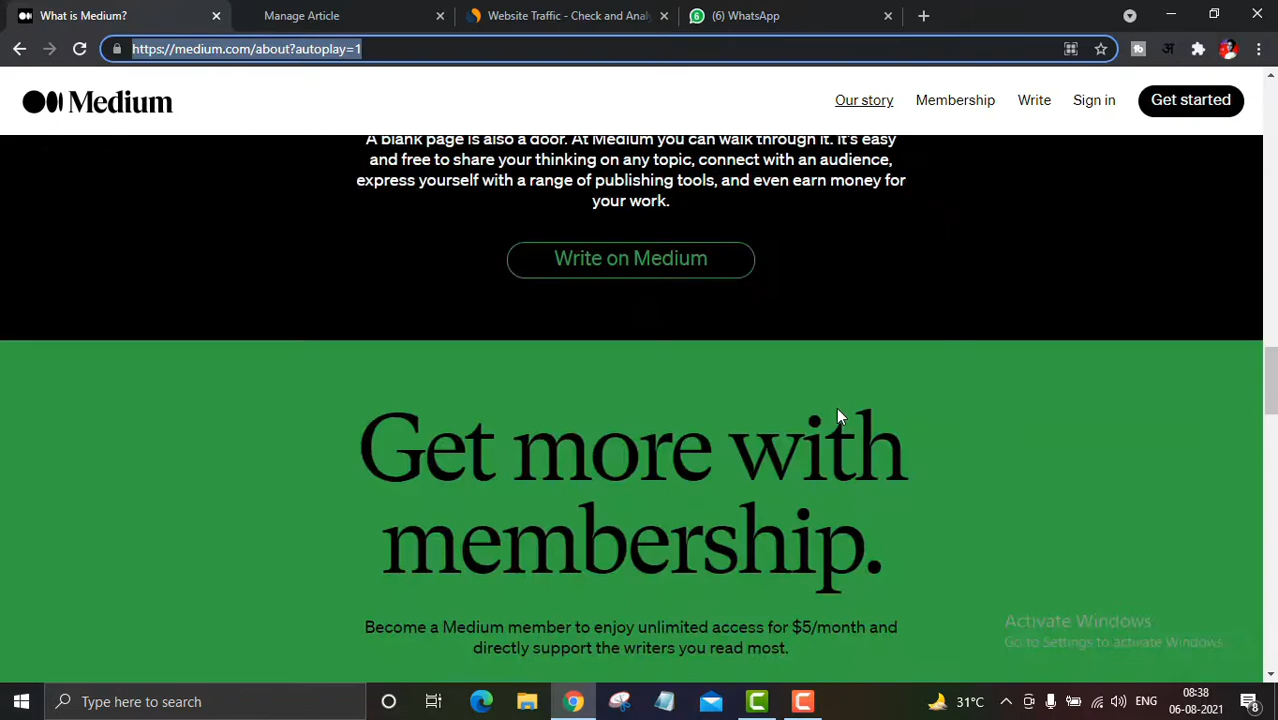 What is Medium?
Manage Article
Website Traffic - Check and Anal
(6) WhatsApp
https://medium.com/about?autoplay=1
Medium
Our story
Membership
Write
Sign in
Get started
A blank page is also a door. At Medium you can walk through it. It's easy
and free to share your thinking on any topic, connect with an audience,
express yourself with a range of publishing tools, and even earn money for
your work.
Write on Medium
Get more with
membership.
Become a Medium member to enjoy unlimited access for $5/month and
directly support the writers you read most.
Activate Windows
Go to Settings to activate Windows.
Type here to search
31°C
ENG
08:38
06-08-2021
8